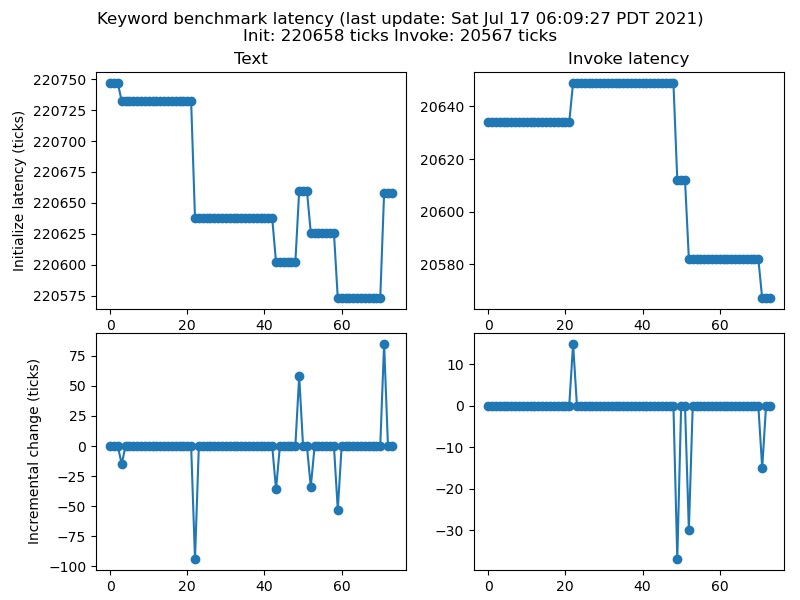 Keyword benchmark latency (last update: Sat Jul 17 06:09:27 PDT 2021)
Init: 220658 ticks Invoke: 20567 ticks
Text
Invoke latency
Initialize latency (ticks)
220750
220725
220700
220675
220650
220625
220600
220575
0 20 40 60
20640
20620
20600
20580
0 20 40 60
Incremental change (ticks)
75
50
25
0
−25
−50
−75
−100
0 20 40 60
10
0
−10
−20
−30
0 20 40 60